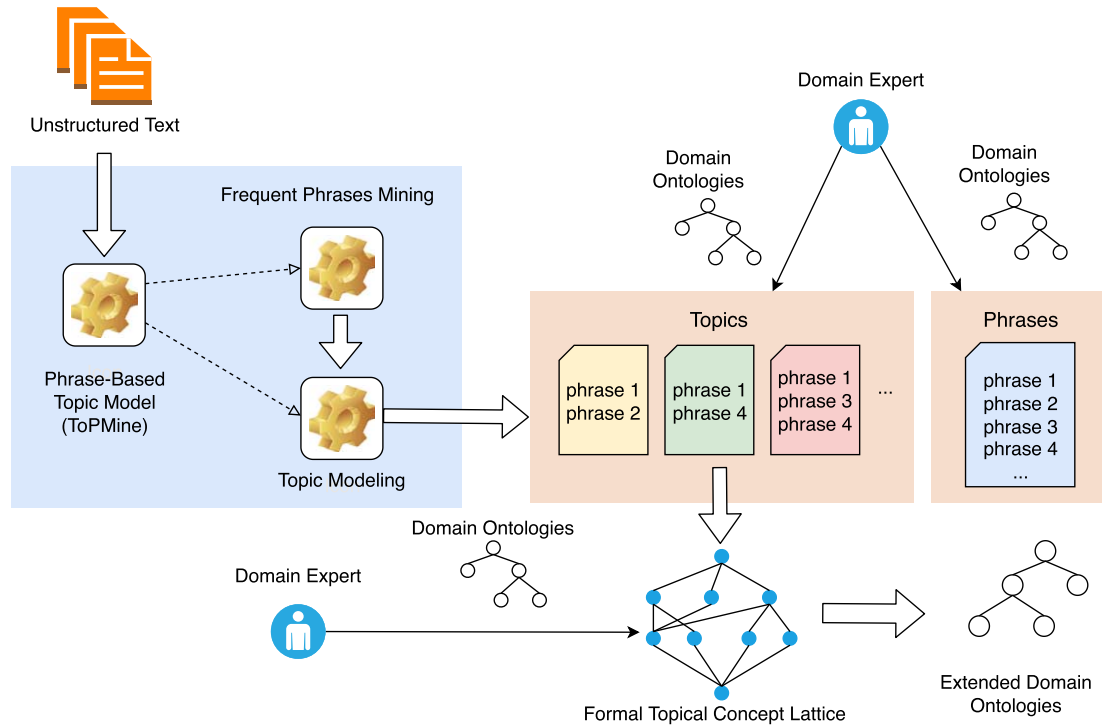 Unstructured Text
Domain Expert
Domain
Ontologies
Domain
Ontologies
Frequent Phrases Mining
Phrase-Based
Topic Model
(ToPMine)
Topic Modeling
Topics
phrase 1
phrase 2
phrase 1
phrase 4
phrase 1
phrase 3
phrase 4
...
Phrases
phrase 1
phrase 2
phrase 3
phrase 4
...
Domain Ontologies
Domain Expert
Formal Topical Concept Lattice
Extended Domain
Ontologies